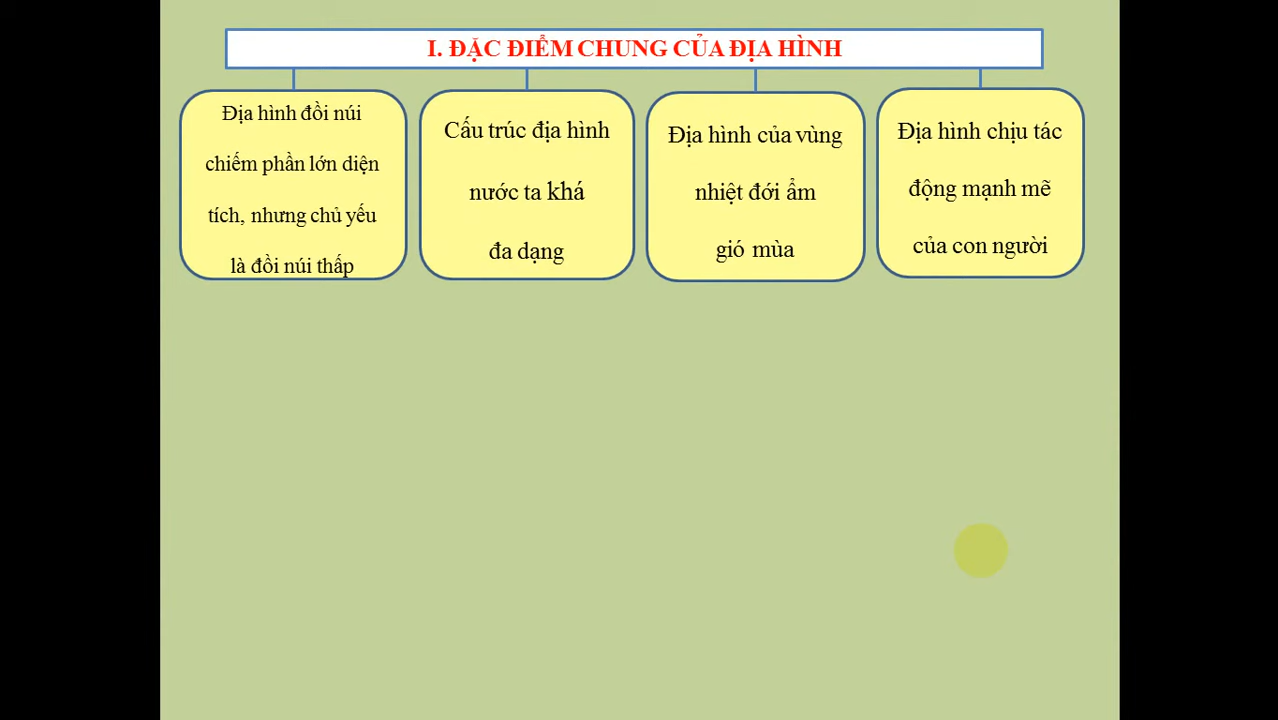 I. ĐẶC ĐIỂM CHUNG CỦA ĐỊA HÌNH
Địa hình đồi núi
chiếm phần lớn diện
tích, nhưng chủ yếu
là đồi núi thấp
Cấu trúc địa hình
nước ta khá
đa dạng
Địa hình của vùng
nhiệt đới ẩm
gió mùa
Địa hình chịu tác
động mạnh mẽ
của con người